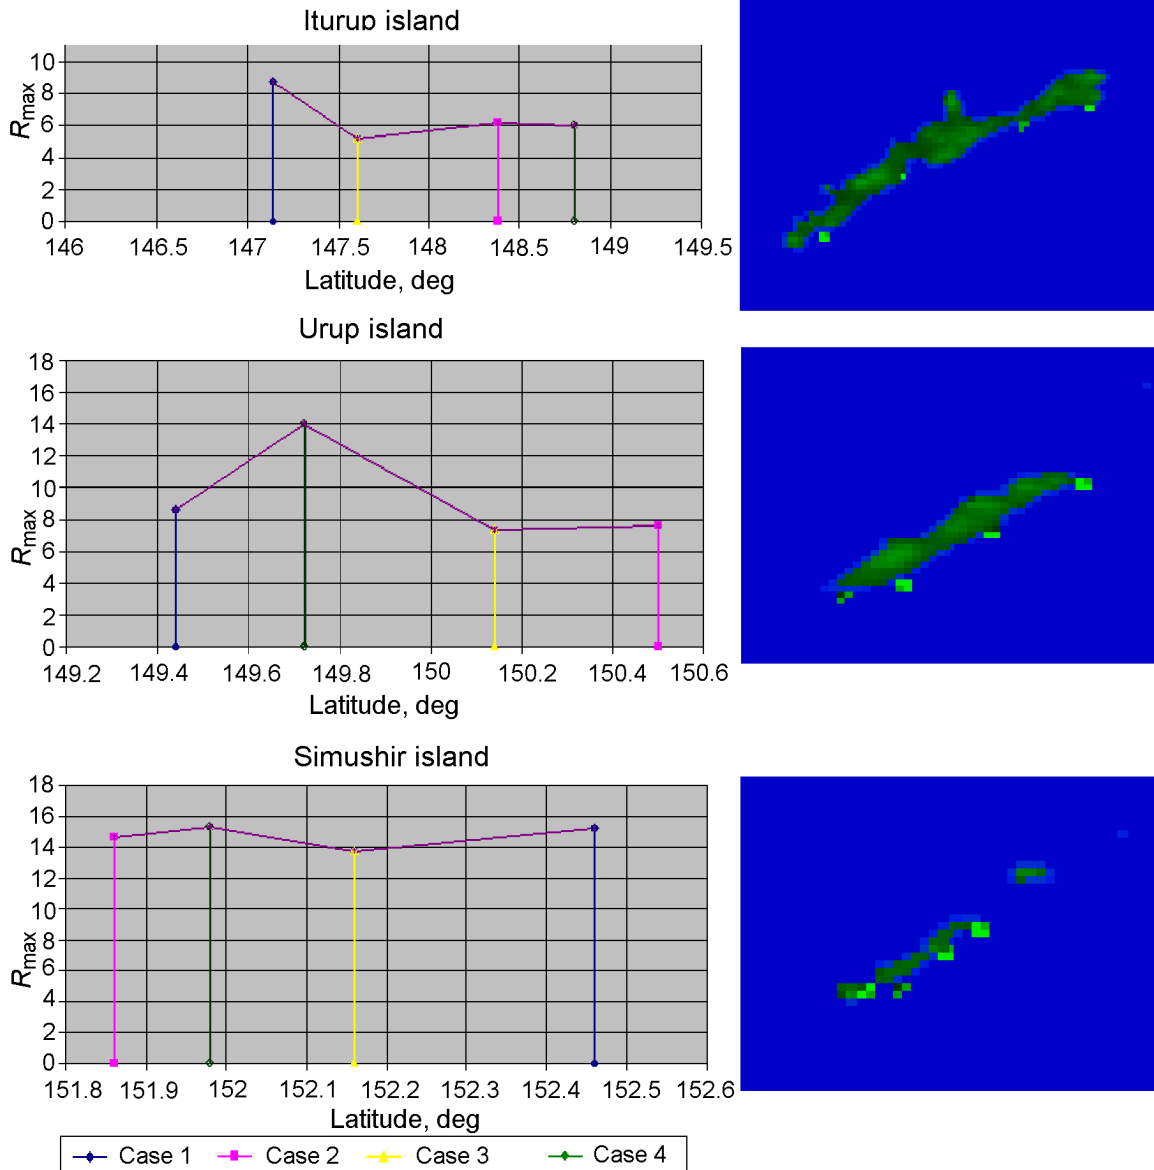 Iturup island
10
8
6
4
2
0
R max
146 146.5 147 147.5 148 148.5 149 149.5
Latitude, deg
Urup island
18
16
14
12
10
8
6
4
2
0
R max
149.2 149.4 149.6 149.8 150 150.2 150.4 150.6
Latitude, deg
Simushir island
18
16
14
12
10
8
6
4
2
0
R max
151.8 151.9 152 152.1 152.2 152.3 152.4 152.5 152.6
Latitude, deg
Case 1 Case 2 Case 3 Case 4